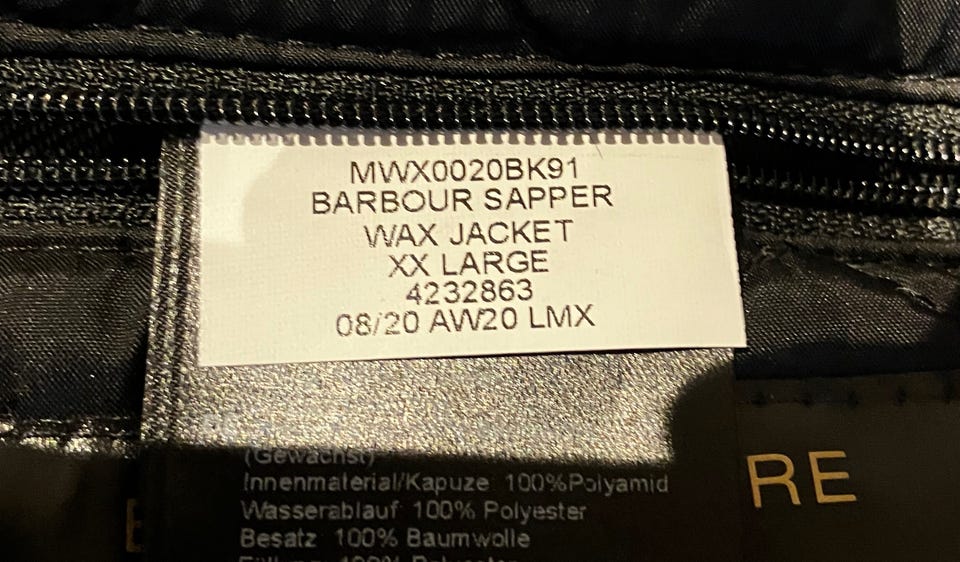 MWX0020BK91
BARBOUR SAPPER
WAX JACKET
XX LARGE
4232863
08/20 AW20 LMX
(Gewachst)
Innenmaterial/Kapuze 100%Polyamid
Wasserablauf 100% Polyester
Besatz 100% Baumwolle
RE